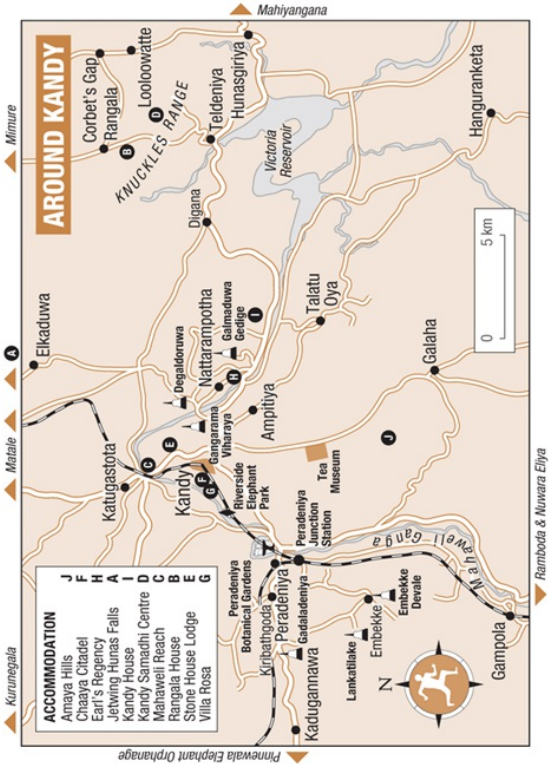 AROUND KANDY
Kurunegala
Matale
Mimure
Mahiyangana
Pinnewala Elephant Orphanage
Ramboda & Nuwara Eliya
ACCOMMODATION
Amaya Hills J
Chaaya Citadel F
Earl's Regency H
Jetwing Hunas Falls A
Kandy House I
Kandy Samadhi Centre D
Mahaweli Reach C
Rangala House B
Stone House Lodge E
Villa Rosa G
A
Elkaduwa
Corbet's Gap
Rangala
Looloowatte
B
D
KNUCKLES RANGE
Teldeniya
Hunasgiriya
Victoria
Reservoir
Hanguranketa
Digana
Katugastota
C
E
Degaldoruwa
Nattarampotha
Galmaduwa
Gedige
I
H
Gangarama
Viharaya
Ampitiya
Talatu
Oya
Kandy
F
G
Riverside
Elephant
Park
Tea
Museum
J
Galaha
Peradeniya
Botanical Gardens
Peradeniya
Junction
Station
Kiribathgoda
Peradeniya
Gadaladeniya
Kadugannawa
Lankatilake
Embekke
Embekke
Devale
Mahaweli Ganga
Gampola
N
0 5 km